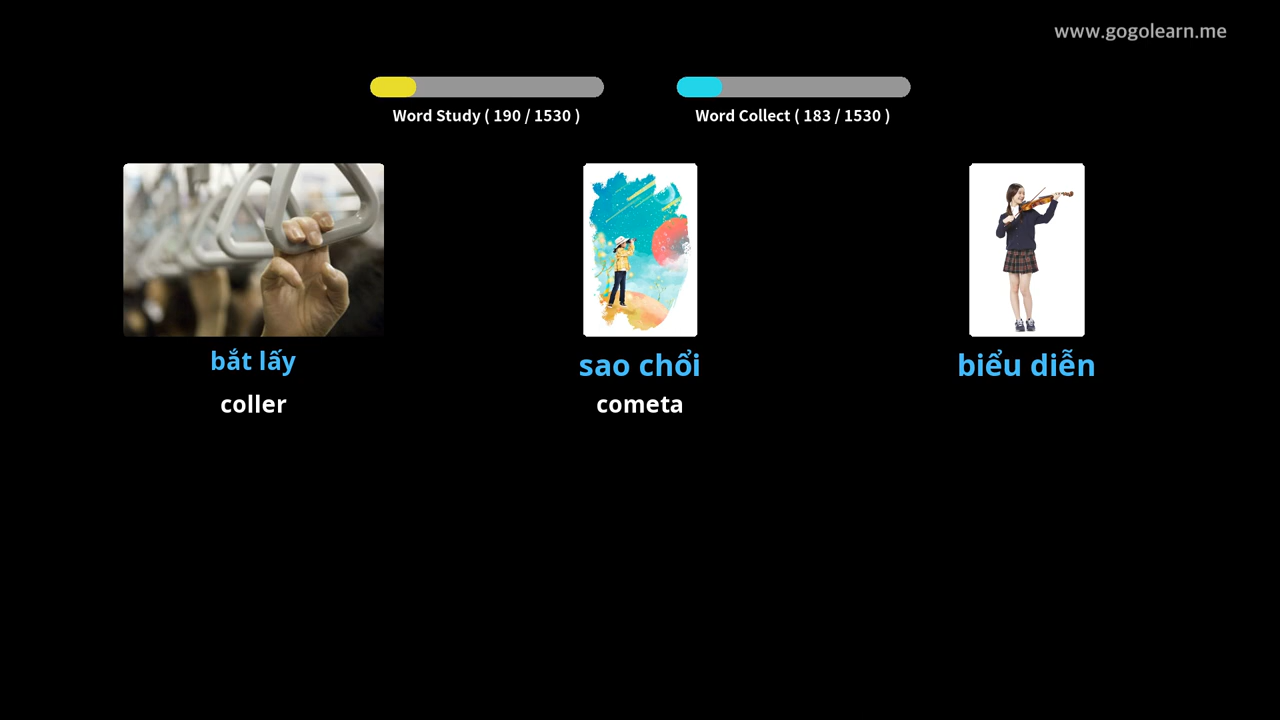 www.gogolearn.me
Word Study ( 190 / 1530 )
Word Collect ( 183 / 1530 )
bắt lấy
coller
sao chổi
cometa
biểu diễn